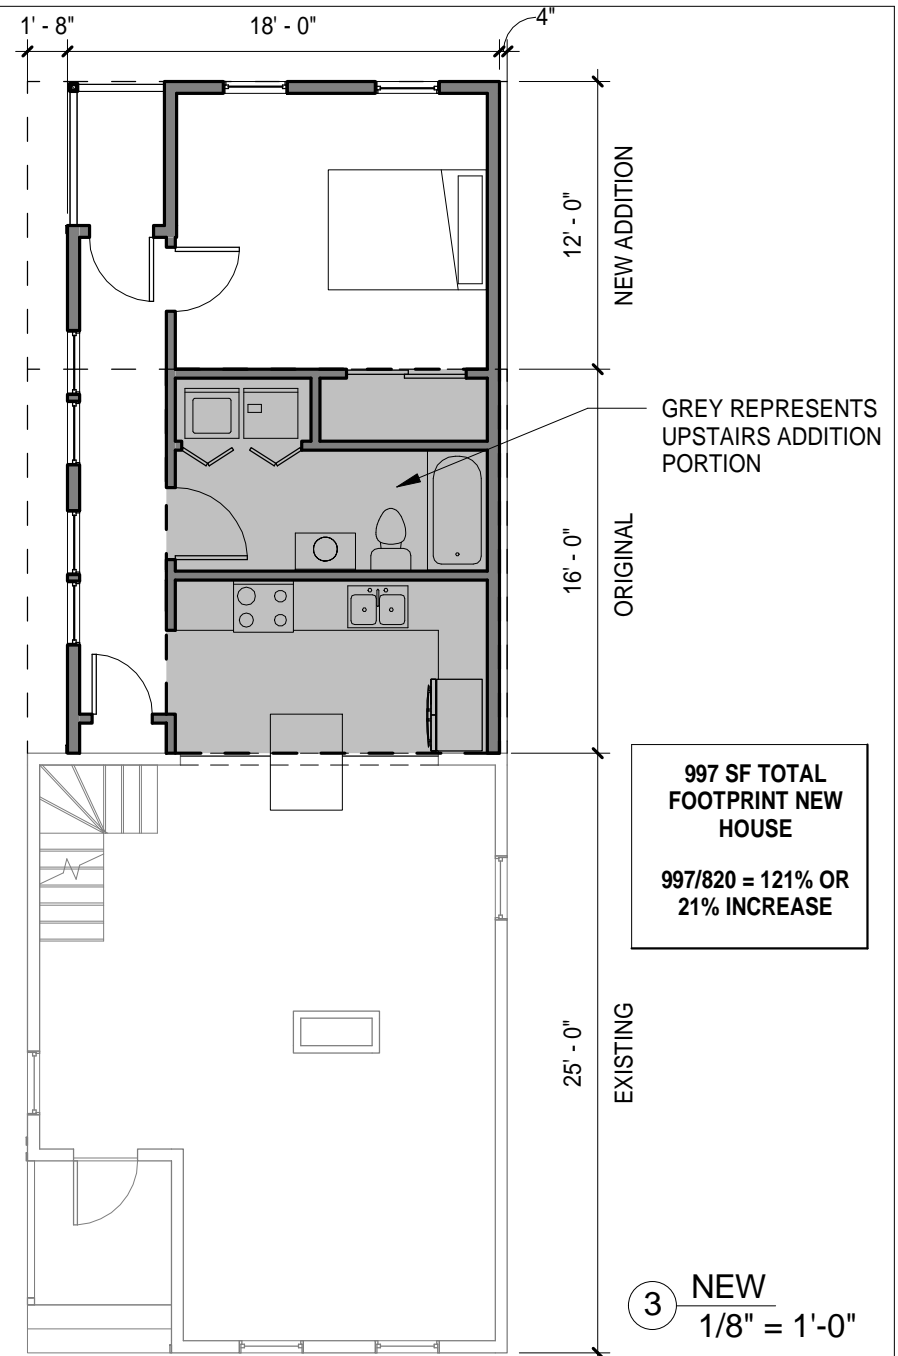 1' - 8"
18' - 0"
4"
12' - 0"
NEW ADDITION
GREY REPRESENTS
UPSTAIRS ADDITION
PORTION
16' - 0"
ORIGINAL
997 SF TOTAL
FOOTPRINT NEW
HOUSE
997/820 = 121% OR
21% INCREASE
25' - 0"
EXISTING
3
NEW
1/8" = 1'-0"